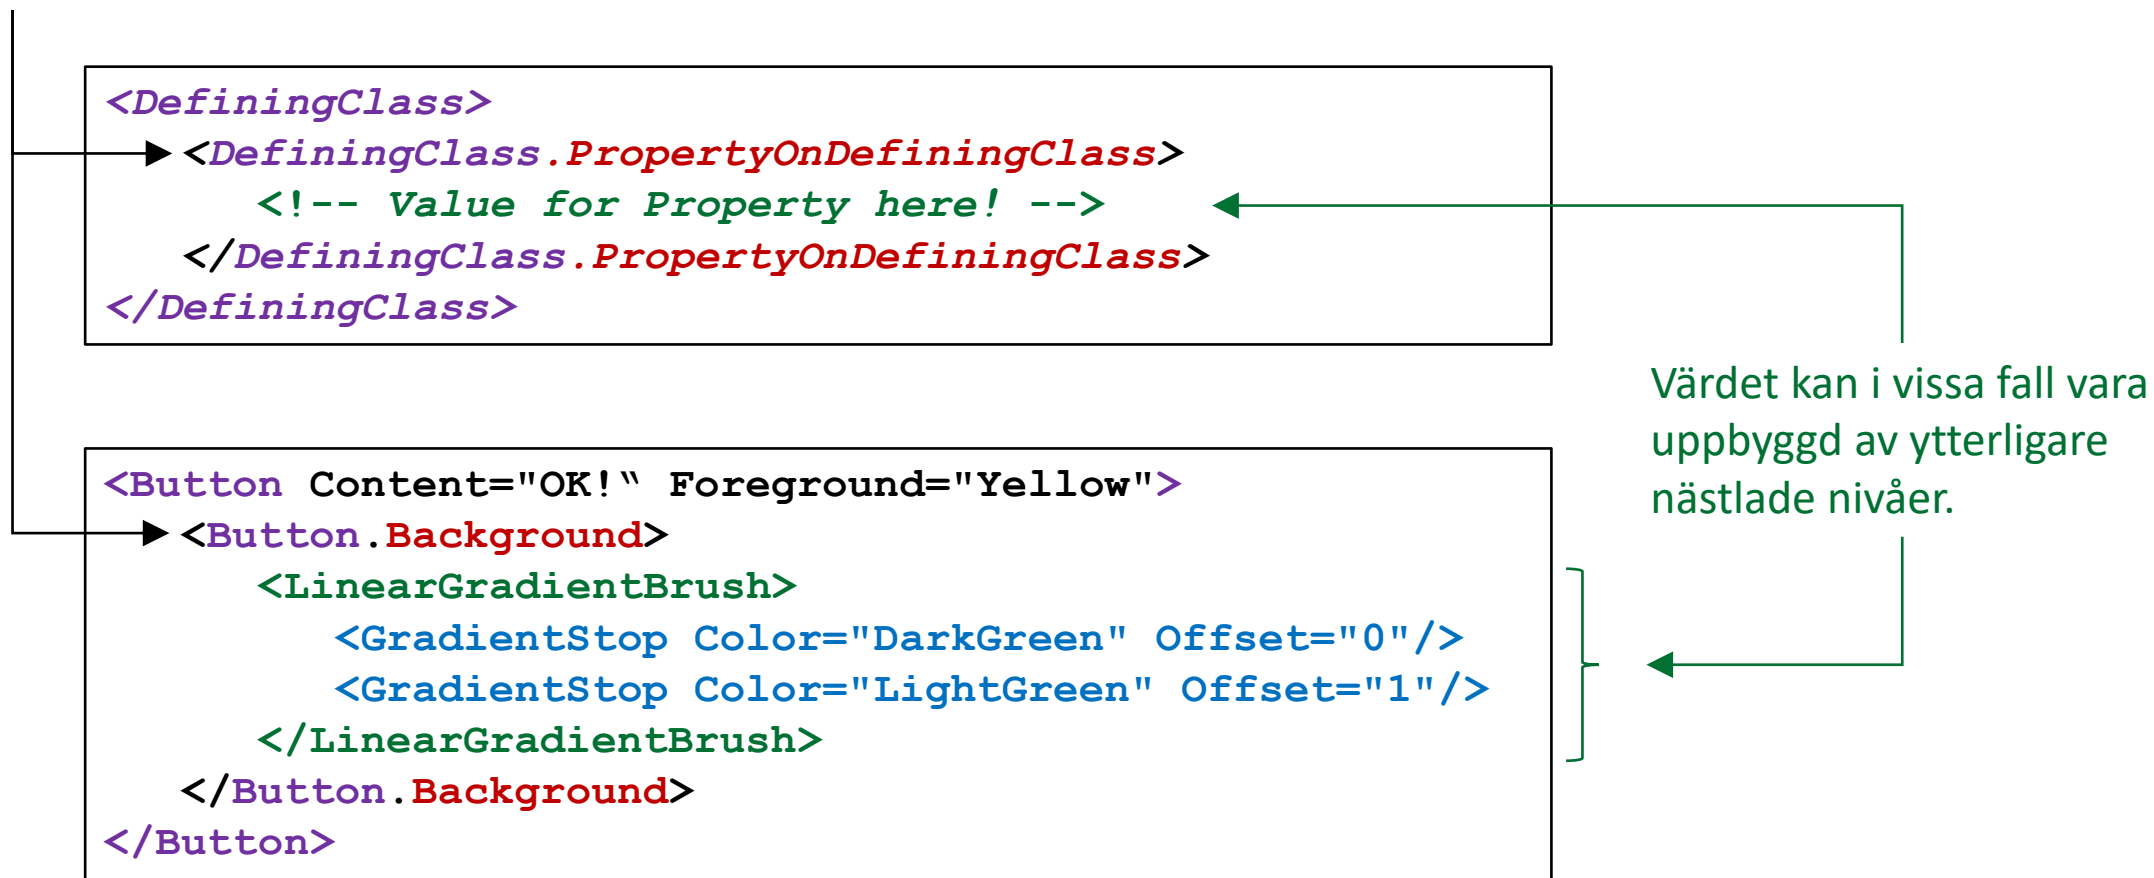 <DefiningClass>
<DefiningClass.PropertyOnDefiningClass>
<!-- Value for Property here! -->
</DefiningClass.PropertyOnDefiningClass>
</DefiningClass>
Värdet kan i vissa fall vara
uppbyggd av ytterligare
nästlade nivåer.
<Button Content="OK!‟ Foreground="Yellow">
<Button.Background>
<LinearGradientBrush>
<GradientStop Color="DarkGreen" Offset="0"/>
<GradientStop Color="LightGreen" Offset="1"/>
</LinearGradientBrush>
</Button.Background>
</Button>